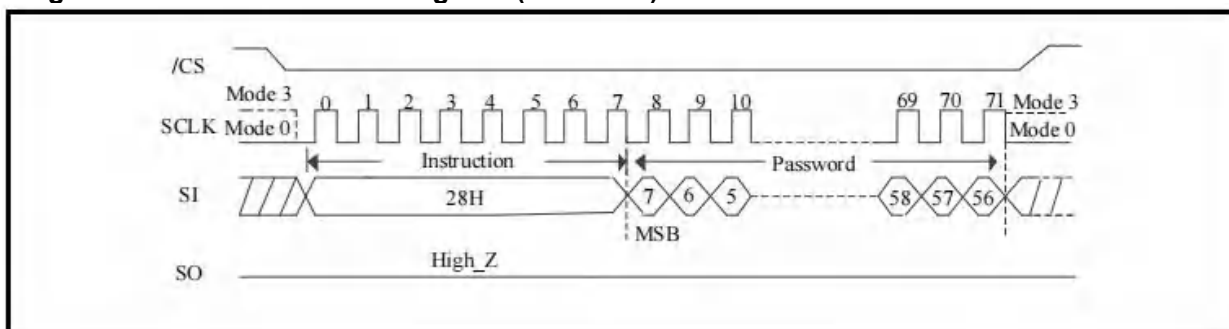 /CS
Mode 3 0 1 2 3 4 5 6 7 8 9 10 69 70 71 Mode 3
SCLK Mode 0 Mode 0
Instruction Password
SI 28H 7 6 5 58 57 56
MSB
High_Z
SO